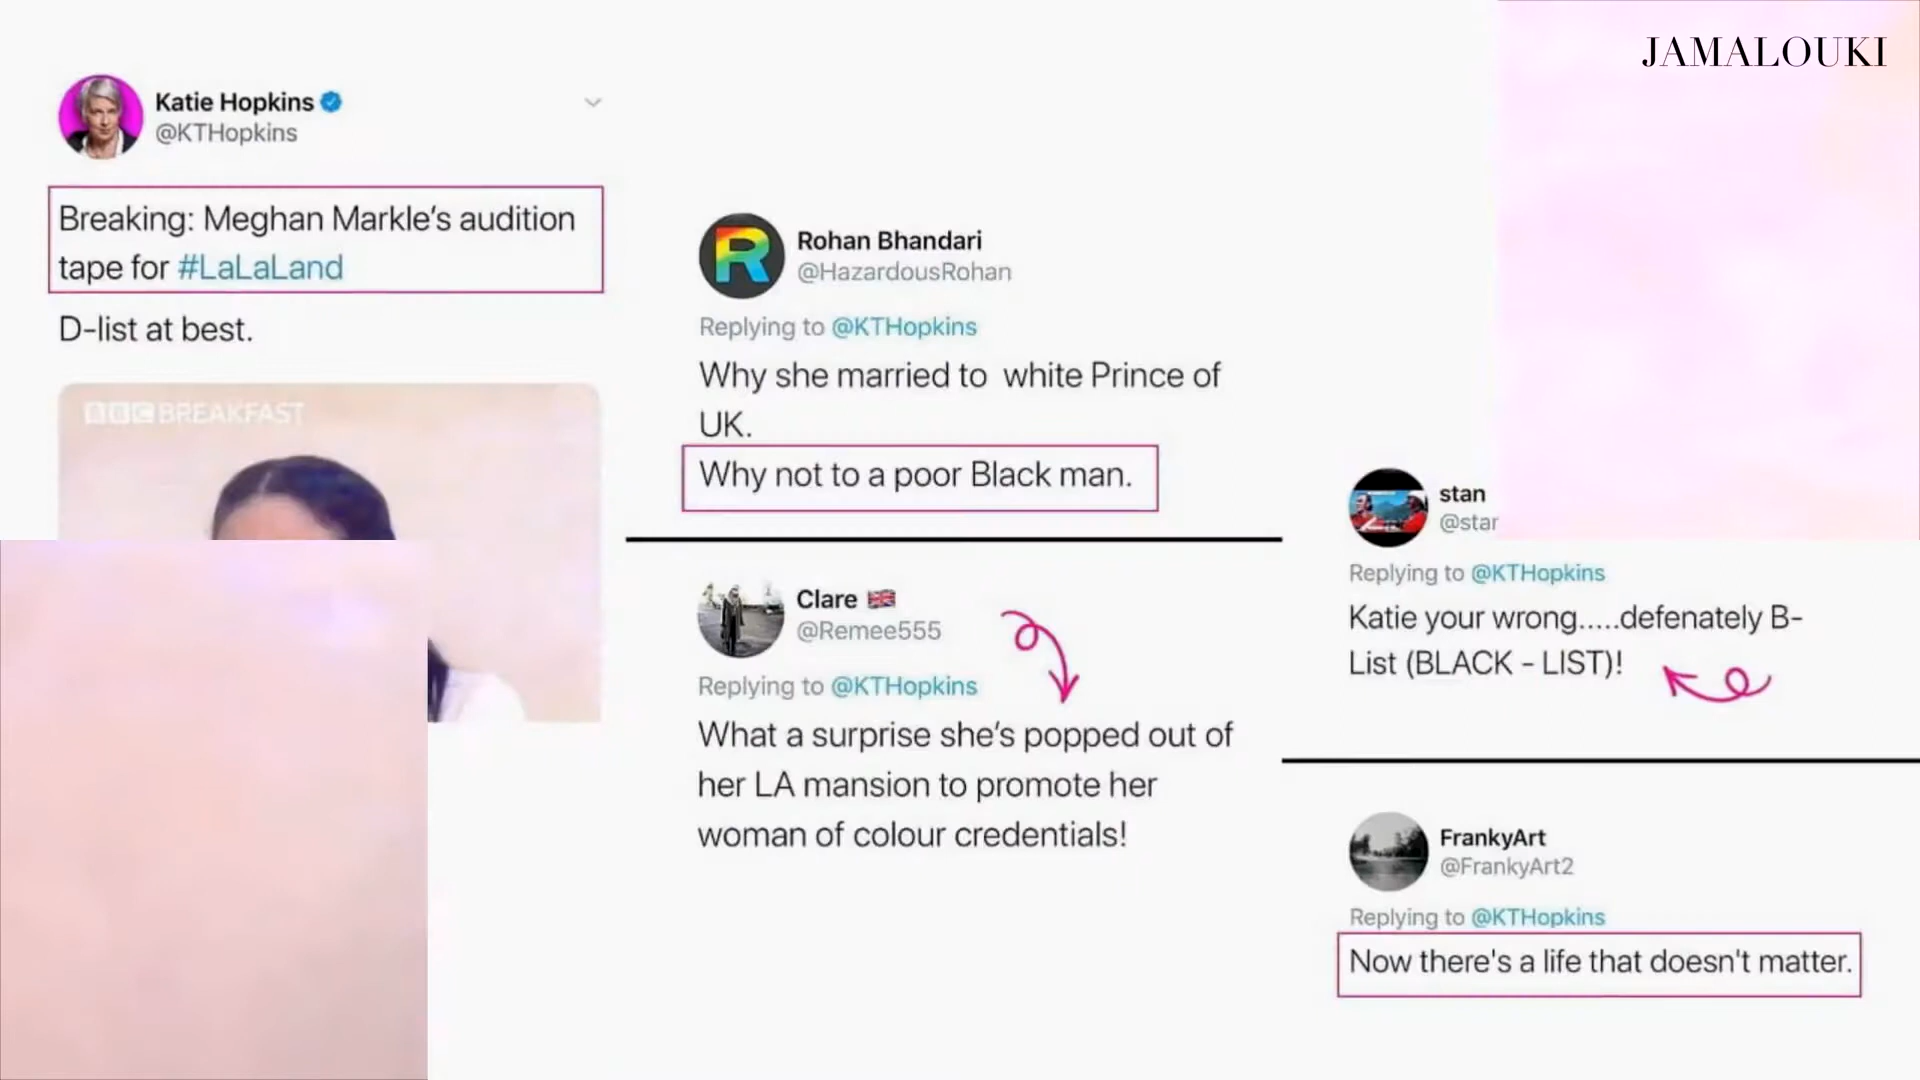 JAMALOUKI
Katie Hopkins
@KTHopkins
Breaking: Meghan Markle's audition
tape for #LaLaLand
D-list at best.
BBC BREAKFAST
Rohan Bhandari
@HazardousRohan
Replying to @KTHopkins
Why she married to white Prince of
UK.
Why not to a poor Black man.
Clare
@Remee555
Replying to @KTHopkins
What a surprise she's popped out of
her LA mansion to promote her
woman of colour credentials!
stan
@star
Replying to @KTHopkins
Katie your wrong.....defenately B-
List (BLACK - LIST)!
FrankyArt
@FrankyArt2
Replying to @KTHopkins
Now there's a life that doesn't matter.